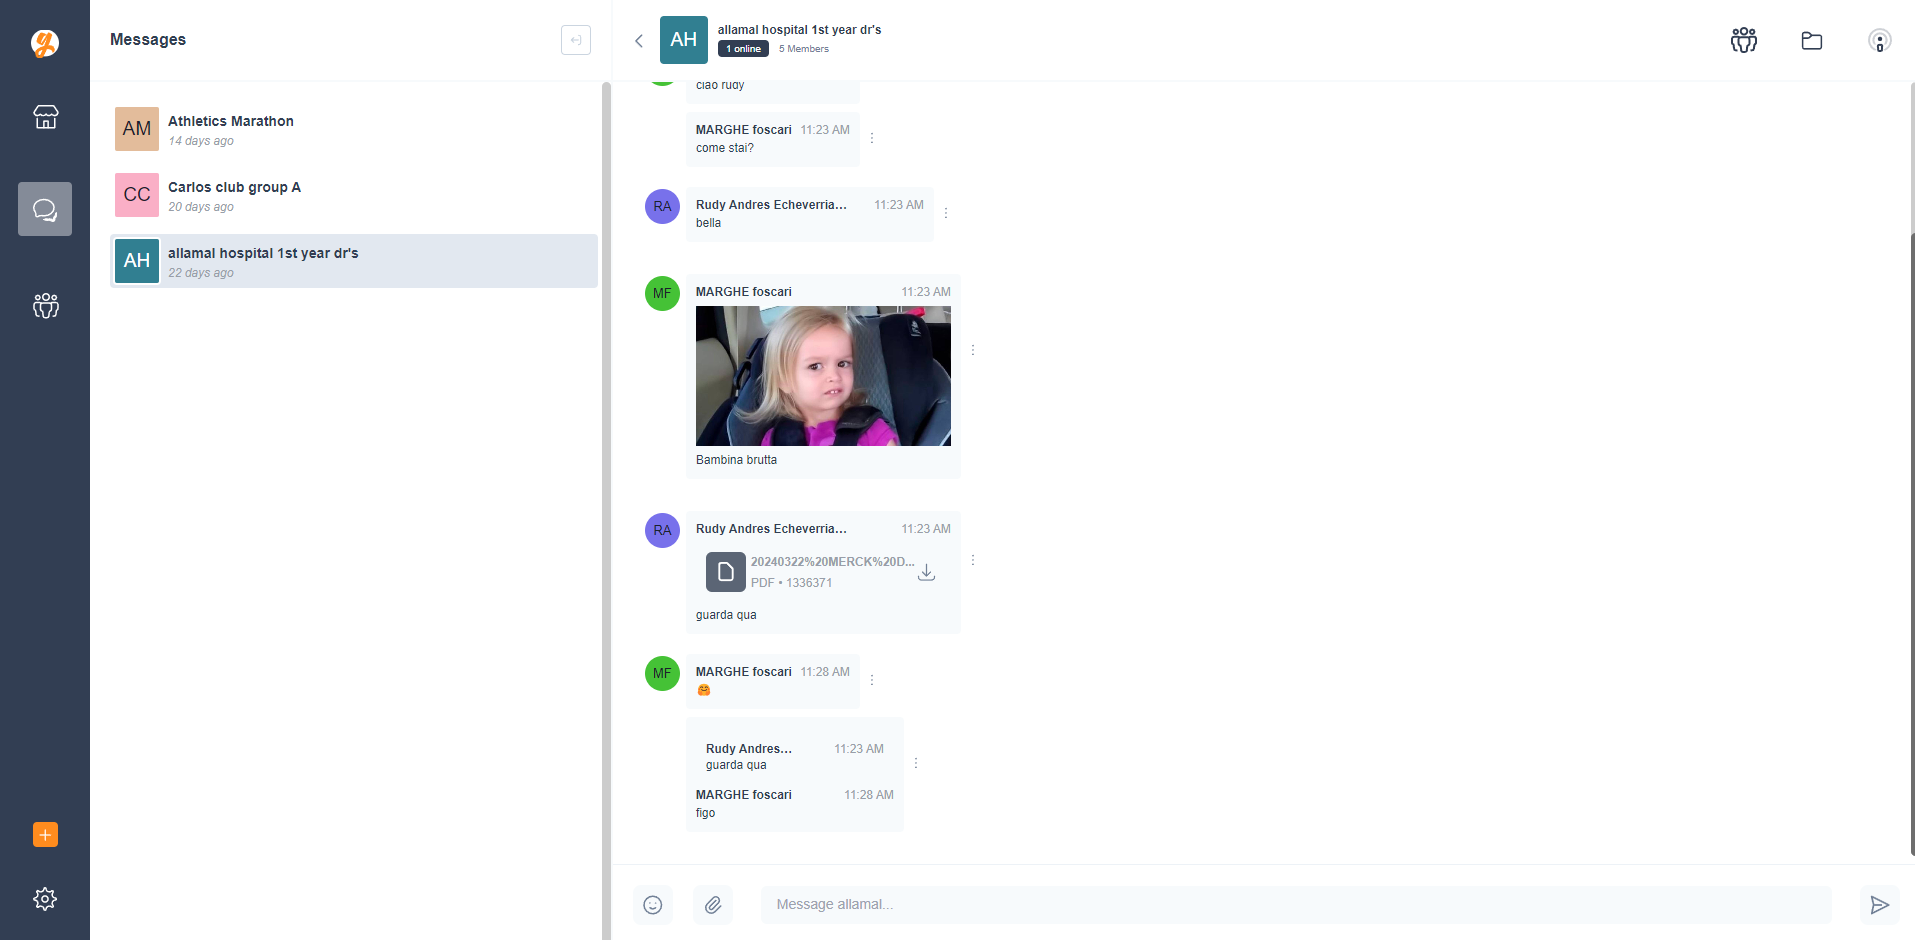 Messages
AM
Athletics Marathon
14 days ago
CC
Carlos club group A
20 days ago
AH
allamal hospital 1st year dr's
22 days ago
AH
allamal hospital 1st year dr's
1 online
5 Members
ciao rudy
MARGHE foscari 11:23 AM
come stai?
RA
Rudy Andres Echeverria... 11:23 AM
bella
MF
MARGHE foscari 11:23 AM
Bambina brutta
RA
Rudy Andres Echeverria... 11:23 AM
20240322%20MERCK%20D...
PDF • 1336371
guarda qua
MF
MARGHE foscari 11:28 AM
Rudy Andres... 11:23 AM
guarda qua
MARGHE foscari 11:28 AM
figo
Message allamal...